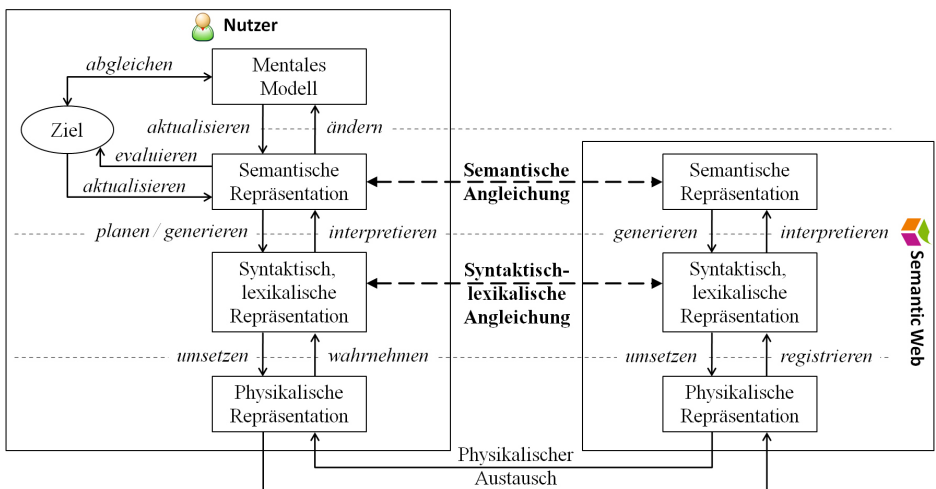 Nutzer
abgleichen
Mentales
Modell
Ziel
aktualisieren
ändern
evaluieren
aktualisieren
Semantische
Repräsentation
Semantische
Angleichung
Semantische
Repräsentation
planen / generieren
interpretieren
generieren
interpretieren
Syntaktisch,
lexikalische
Repräsentation
Syntaktisch-
lexikalische
Angleichung
Syntaktisch,
lexikalische
Repräsentation
Semantic Web
umsetzen
wahrnehmen
umsetzen
registrieren
Physikalische
Repräsentation
Physikalische
Repräsentation
Physikalischer
Austausch